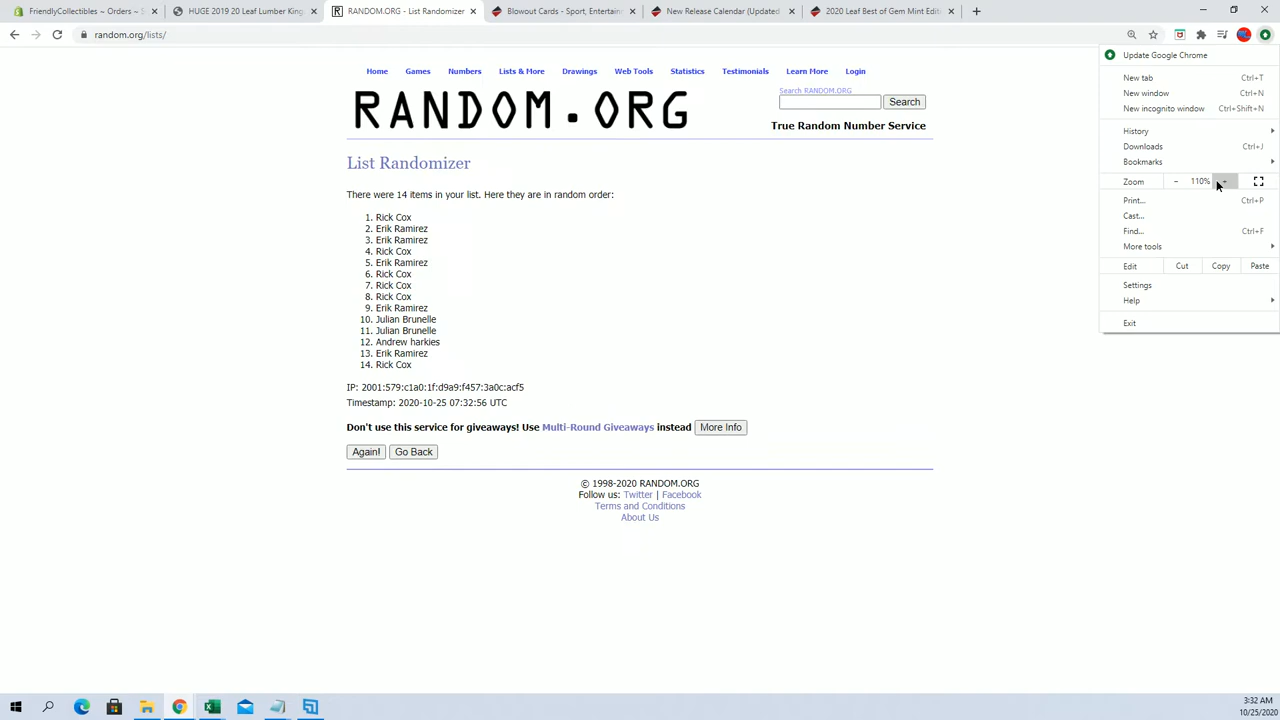 FriendlyCollectibles ~ Orders ~ S
HUGE 2019 20 Leaf Lumber King
RANDOM.ORG - List Randomizer
Blowout Cards - Sport, Entertain
New Release Calendar (Updated
2020 Leaf Best of Gem Mint Edit
random.org/lists/
Update Google Chrome
New tab Ctrl+T
New window Ctrl+N
New incognito window Ctrl+Shift+N
History
Downloads Ctrl+J
Bookmarks
Zoom - 110% +
Print... Ctrl+P
Cast...
Find... Ctrl+F
More tools
Edit Cut Copy Paste
Settings
Help
Exit
Home Games Numbers Lists & More Drawings Web Tools Statistics Testimonials Learn More Login
Search RANDOM.ORG
RANDOM.ORG
Search
True Random Number Service
List Randomizer
There were 14 items in your list. Here they are in random order:
1. Rick Cox
2. Erik Ramirez
3. Erik Ramirez
4. Rick Cox
5. Erik Ramirez
6. Rick Cox
7. Rick Cox
8. Rick Cox
9. Erik Ramirez
10. Julian Brunelle
11. Julian Brunelle
12. Andrew harkies
13. Erik Ramirez
14. Rick Cox
IP: 2001:579:c1a0:1f:d9a9:f457:3a0c:acf5
Timestamp: 2020-10-25 07:32:56 UTC
Don't use this service for giveaways! Use Multi-Round Giveaways instead More Info
Again! Go Back
© 1998-2020 RANDOM.ORG
Follow us: Twitter | Facebook
Terms and Conditions
About Us
3:32 AM
10/25/2020